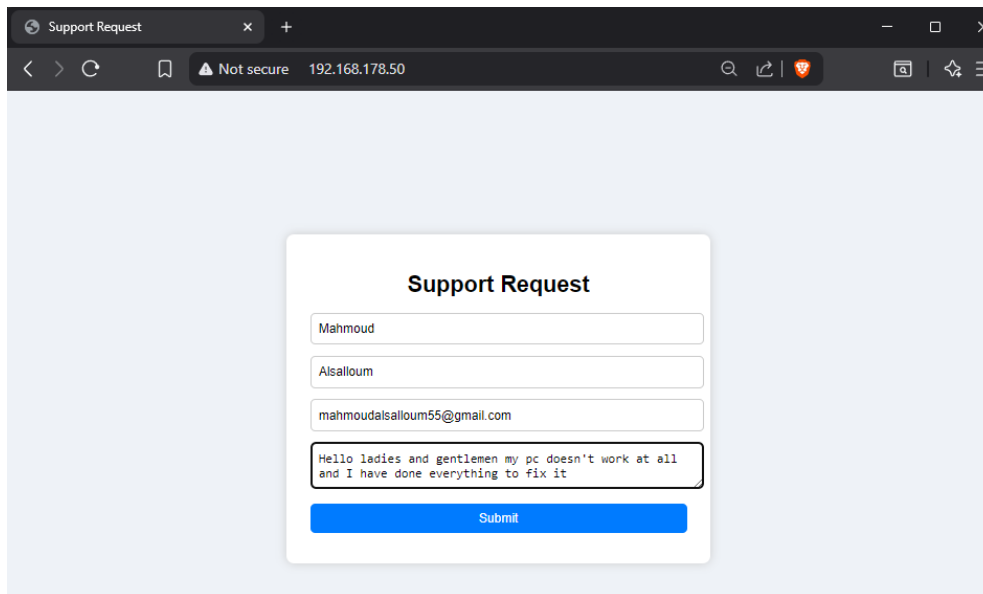 Support Request
Not secure 192.168.178.50
Support Request
Mahmoud
Alsalloum
mahmoudalsalloum55@gmail.com
Hello ladies and gentlemen my pc doesn't work at all
and I have done everything to fix it
Submit